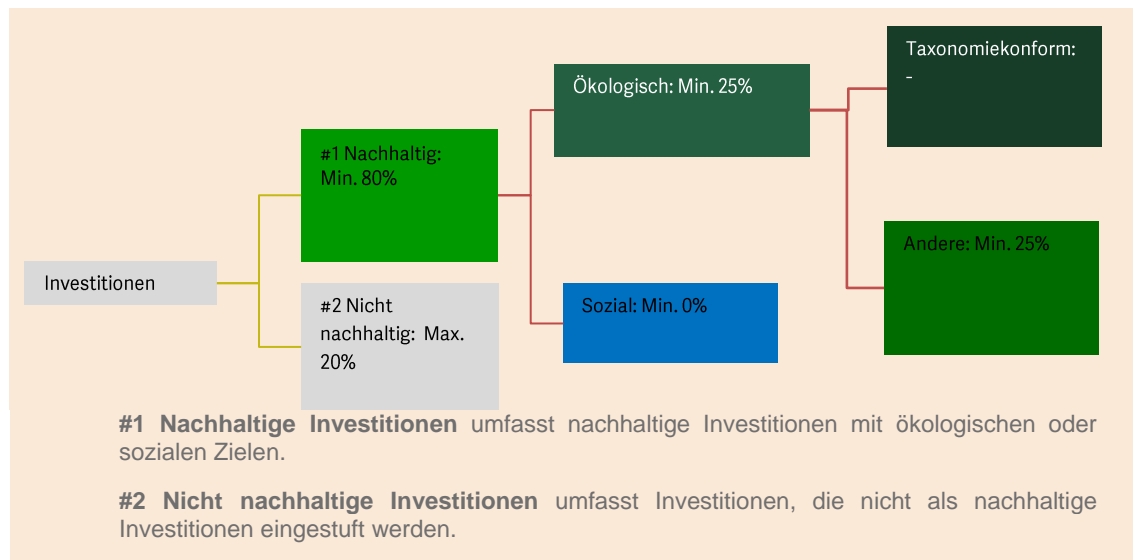 Investitionen
#1 Nachhaltig:
Min. 80%
#2 Nicht
nachhaltig: Max.
20%
Ökologisch: Min. 25%
Sozial: Min. 0%
Taxonomiekonform:
-
Andere: Min. 25%
#1 Nachhaltige Investitionen umfasst nachhaltige Investitionen mit ökologischen oder
sozialen Zielen.
#2 Nicht nachhaltige Investitionen umfasst Investitionen, die nicht als nachhaltige
Investitionen eingestuft werden.